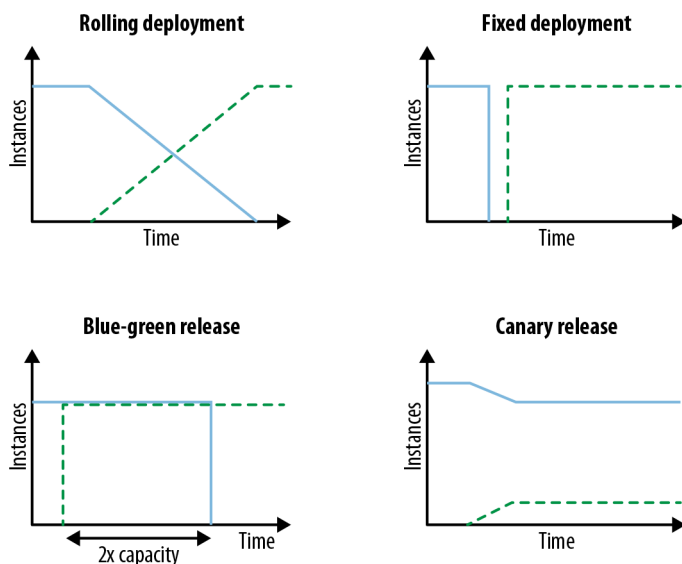 Rolling deployment
Instances
Time
Fixed deployment
Instances
Time
Blue-green release
Instances
2x capacity
Time
Canary release
Instances
Time